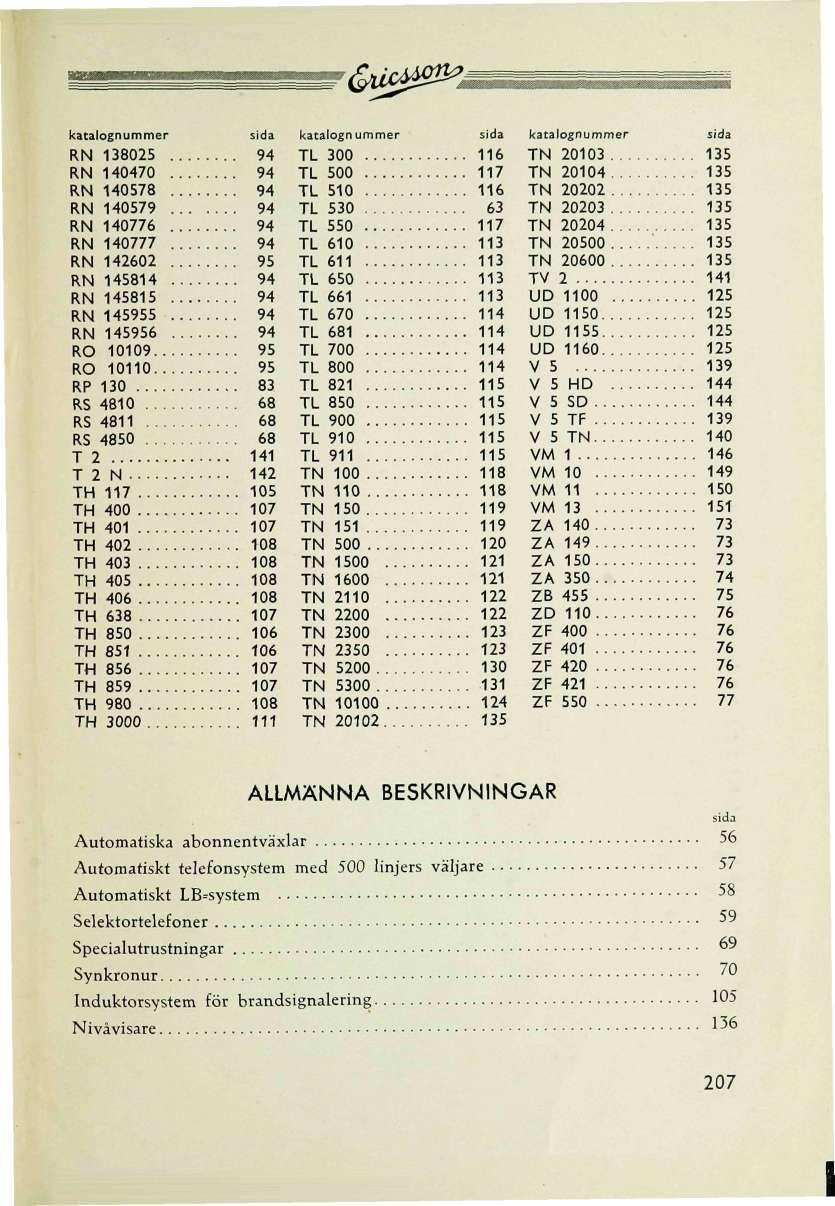 Ericsson
katalognummer sida
RN 138025 ........ 94
RN 140470 ........ 94
RN 140578 ........ 94
RN 140579 ... ..... 94
RN 140776 ........ 94
RN 140777 ........ 94
RN 142602 ........ 95
RN 145814 ........ 94
RN 145815 ........ 94
RN 145955 ........ 94
RN 145956 ........ 94
RO 10109.......... 95
RO 10110.......... 95
RP 130 ............ 83
RS 4810 ........... 68
RS 4811 ........... 68
RS 4850 ........... 68
T 2 .............. 141
T 2 N............ 142
TH 117 ............ 105
TH 400 ............ 107
TH 401 ............ 107
TH 402 ............ 108
TH 403 ............ 108
TH 405 ............ 108
TH 406 ............ 108
TH 638 ............ 107
TH 850 ............ 106
TH 851 ............ 106
TH 856 ............ 107
TH 859 ............ 107
TH 980 ............ 108
TH 3000 ........... 111
katalognummer sida
TL 300 ............ 116
TL 500 ............ 117
TL 510 ............ 116
TL 530 ............ 63
TL 550 ............ 117
TL 610 ............ 113
TL 611 ............ 113
TL 650 ............ 113
TL 661 ............ 113
TL 670 ............ 114
TL 681 ............ 114
TL 700 ............ 114
TL 800 ............ 114
TL 821 ............ 115
TL 850 ............ 115
TL 900 ............ 115
TL 910 ............ 115
TL 911 ............ 115
TN 100 ............ 118
TN 110 ............ 118
TN 150 ............ 119
TN 151 ............ 119
TN 500 ............ 120
TN 1500 .......... 121
TN 1600 .......... 121
TN 2110 .......... 122
TN 2200 .......... 122
TN 2300 .......... 123
TN 2350 .......... 123
TN 5200 ........... 130
TN 5300 ........... 131
TN 10100 .......... 124
TN 20102 .......... 135
katalognummer sida
TN 20103 .......... 135
TN 20104 .......... 135
TN 20202 .......... 135
TN 20203 .......... 135
TN 20204 .......... 135
TN 20500 .......... 135
TN 20600 .......... 135
TV 2 .............. 141
UD 1100 .......... 125
UD 1150........... 125
UD 1155........... 125
UD 1160........... 125
V 5 .............. 139
V 5 HD .......... 144
V 5 SD ............ 144
V 5 TF ............ 139
V 5 TN............ 140
VM 1 .............. 146
VM 10 ............ 149
VM 11 ............ 150
VM 13 ............ 151
ZA 140 ............ 73
ZA 149 ............ 73
ZA 150 ............ 73
ZA 350 ............ 74
ZB 455 ............ 75
ZD 110 ............ 76
ZF 400 ............ 76
ZF 401 ............ 76
ZF 420 ............ 76
ZF 421 ............ 76
ZF 550 ............ 77
ALLMÄNNA BESKRIVNINGAR
sida
Automatiska abonnentväxlar ............................................ 56
Automatiskt telefonsystem med 500 linjers väljare ........................ 57
Automatiskt LB=system ................................................ 58
Selektortelefoner ....................................................... 59
Specialutrustningar ..................................................... 69
Synkronur ............................................................. 70
Induktorsystem för brandsignalering ..................................... 105
Nivåvisare ............................................................. 136
207